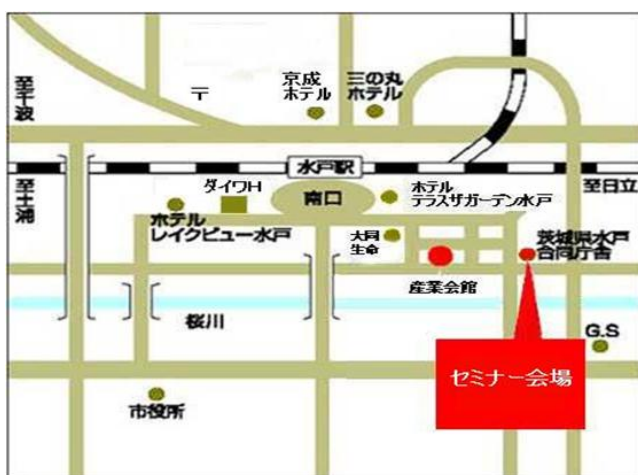 至千波
〒
京成
ホテル
三の丸
ホテル
水戸駅
至土浦
至日立
ダイワH
南口
ホテル
テラスザガーデン水戸
ホテル
レイクビュー水戸
大同
生命
茨城県水戸
合同庁舎
産業会館
桜川
G.S
セミナー会場
市役所